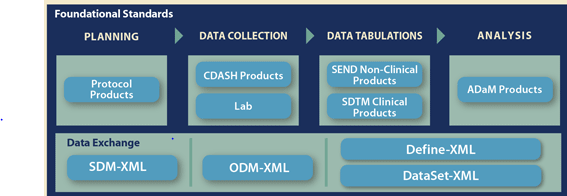 Foundational Standards
PLANNING
DATA COLLECTION
DATA TABULATIONS
ANALYSIS
Protocol
Products
CDASH Products
Lab
SEND Non-Clinical
Products
SDTM Clinical
Products
ADaM Products
Data Exchange
SDM-XML
ODM-XML
Define-XML
DataSet-XML